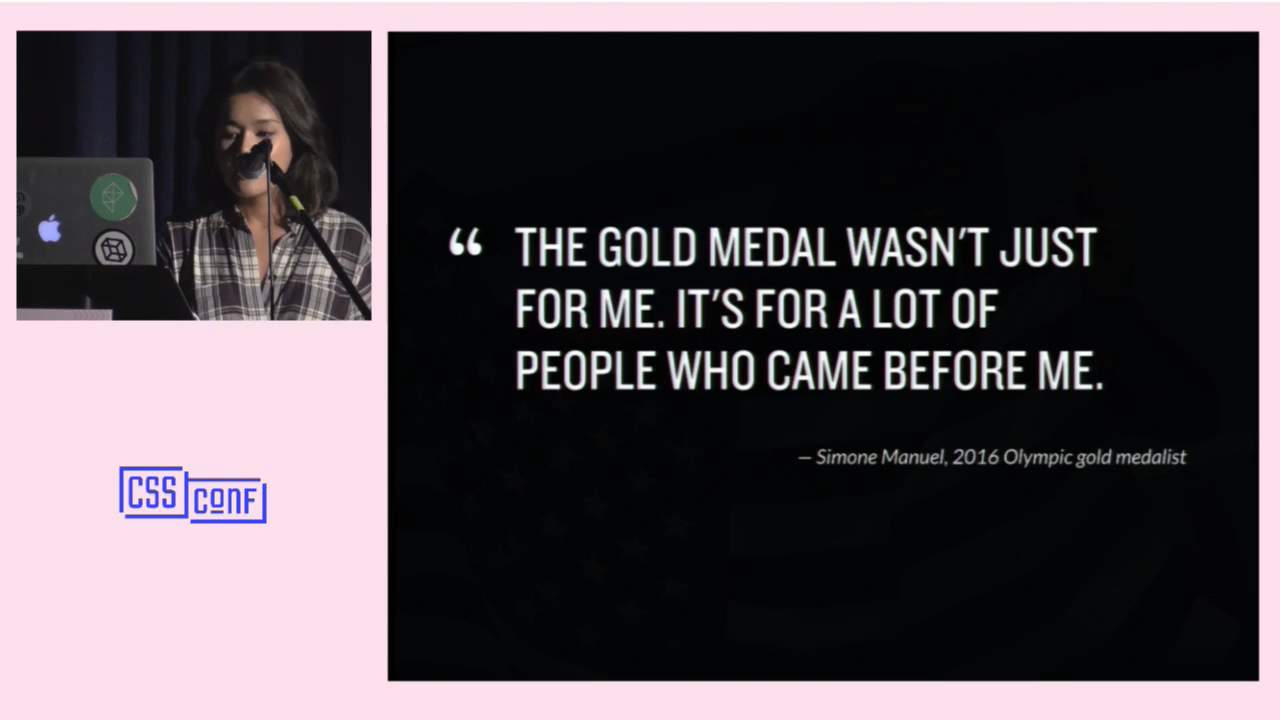 “ THE GOLD MEDAL WASN’T JUST
FOR ME. IT’S FOR A LOT OF
PEOPLE WHO CAME BEFORE ME.
– Simone Manuel, 2016 Olympic gold medalist
CSS
CONF